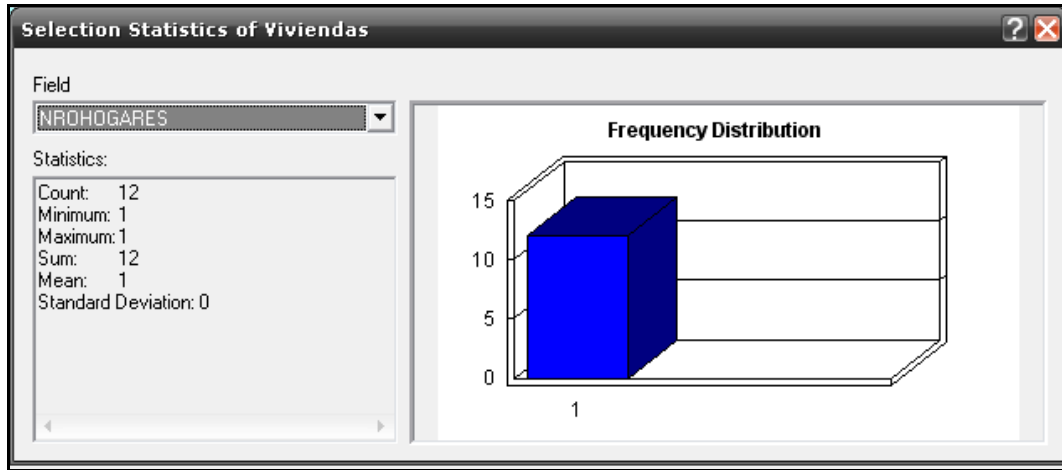 Selection Statistics of Viviendas
?
Field
NROHOGARES
Statistics:
Count: 12
Minimum: 1
Maximum: 1
Sum: 12
Mean: 1
Standard Deviation: 0
Frequency Distribution
15
10
5
0
1